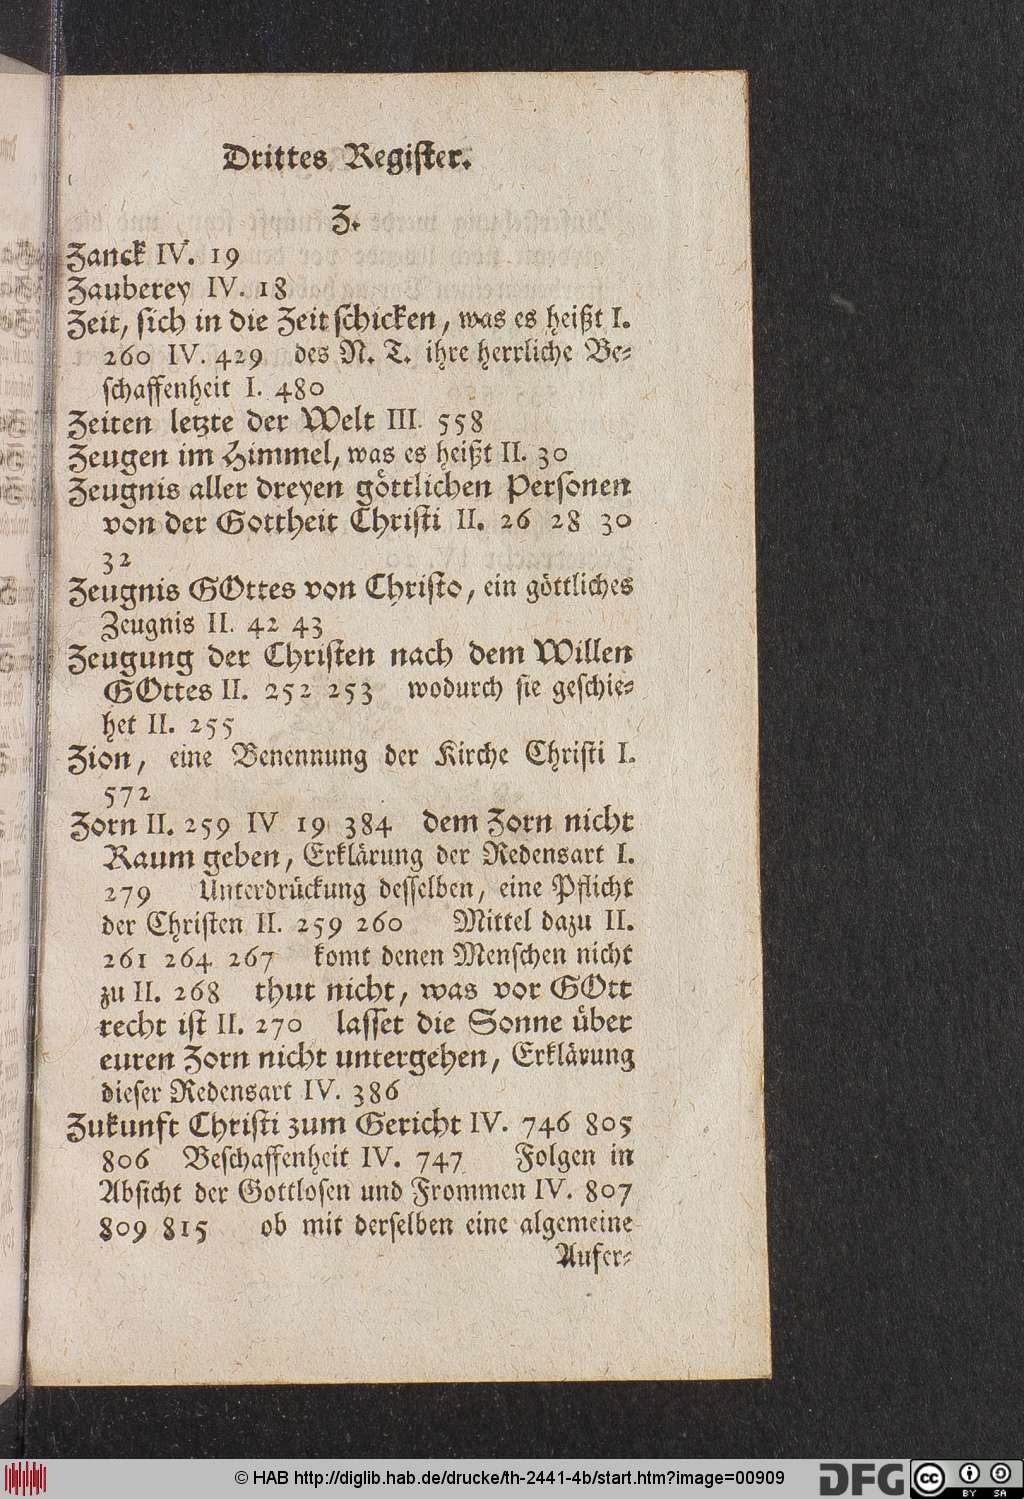 Drittes Register.
Z.
Zanck IV. 19
Zauberey IV. 18
Zeit, sich in die Zeit schicken, was es heißt I.
260 IV. 429 des N. T. ihre herrliche Be-
schaffenheit I. 480
Zeiten letzte der Welt III. 558
Zeugen im Himmel, was es heißt II. 30
Zeugnis aller dreyen göttlichen Personen
von der Gottheit Christi II. 26 28 30
32
Zeugnis GOttes von Christo, ein göttliches
Zeugnis II. 42 43
Zeugung der Christen nach dem Willen
GOttes II. 252 253 wodurch sie geschie-
het II. 255
Zion, eine Benennung der Kirche Christi I.
572
Zorn II. 259 IV 19 384 dem Zorn nicht
Raum geben, Erklärung der Redensart I.
279 Unterdrückung desselben, eine Pflicht
der Christen II. 259 260 Mittel dazu II.
261 264 267 komt denen Menschen nicht
zu II. 268 thut nicht, was vor GOtt
recht ist II. 270 lasset die Sonne über
euren Zorn nicht untergehen, Erklärung
dieser Redensart IV. 386
Zukunft Christi zum Gericht IV. 746 805
806 Beschaffenheit IV. 747 Folgen in
Absicht der Gottlosen und Frommen IV. 807
809 815 ob mit derselben eine algemeine
Aufer-
© HAB http://diglib.hab.de/drucke/th-2441-4b/start.htm?image=00909
DFG
cc BY SA